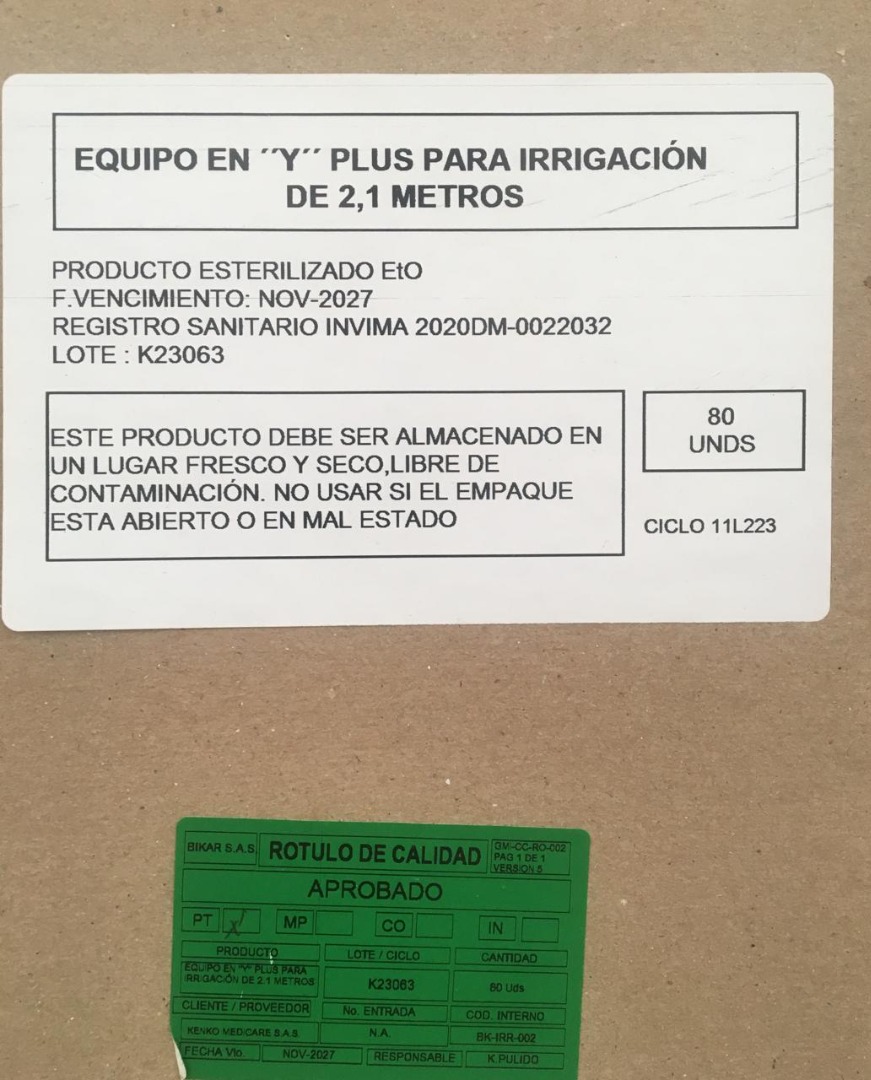 EQUIPO EN ´´Y´´ PLUS PARA IRRIGACIÓN
DE 2,1 METROS
PRODUCTO ESTERILIZADO EtO
F.VENCIMIENTO: NOV-2027
REGISTRO SANITARIO INVIMA 2020DM-0022032
LOTE : K23063
ESTE PRODUCTO DEBE SER ALMACENADO EN
UN LUGAR FRESCO Y SECO,LIBRE DE
CONTAMINACIÓN. NO USAR SI EL EMPAQUE
ESTA ABIERTO O EN MAL ESTADO
80
UNDS
CICLO 11L223
BIKAR S.A.S. ROTULO DE CALIDAD
GM-CC-RO-002
PAG 1 DE 1
VERSION 5
APROBADO
PT X MP CO IN
PRODUCTO LOTE / CICLO CANTIDAD
EQUIPO EN "Y" PLUS PARA
IRRIGACIÓN DE 2.1 METROS K23063 80 Uds
CLIENTE / PROVEEDOR No. ENTRADA COD. INTERNO
KENKO MEDICARE S.A.S. N.A. BK-IRR-002
FECHA Vto. NOV-2027 RESPONSABLE K.PULIDO